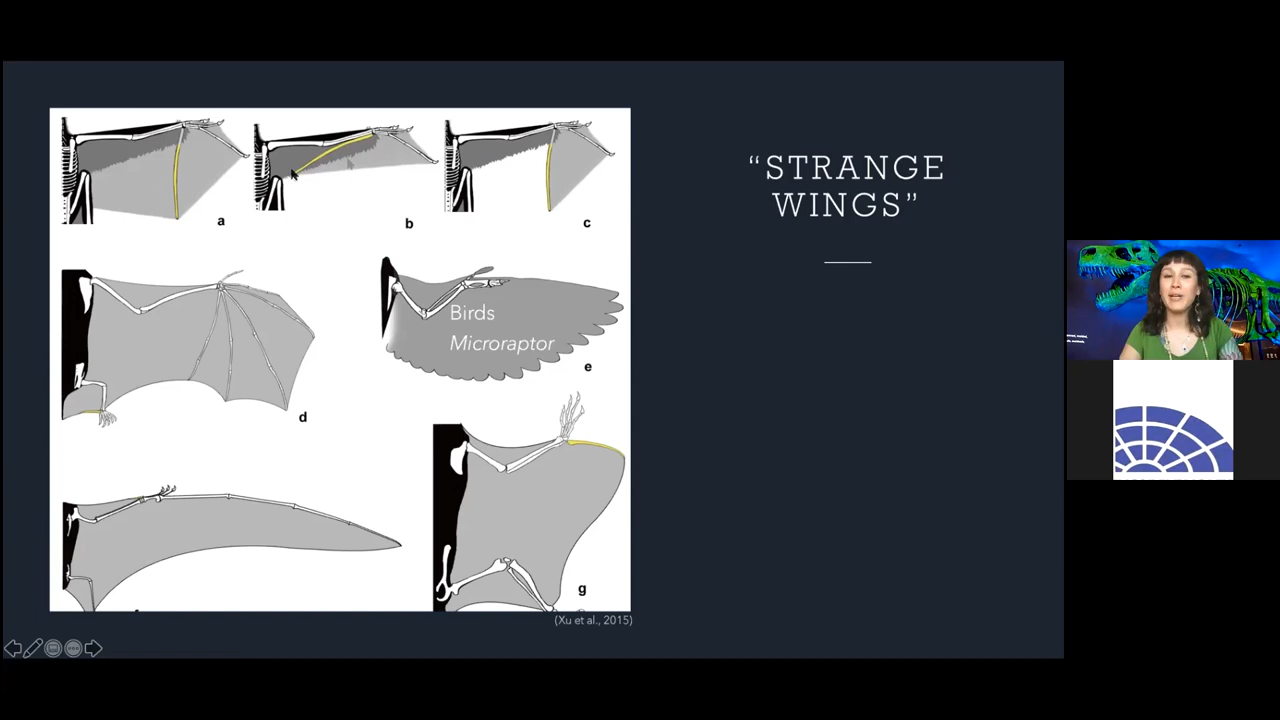 a
b
c
d
Birds
Microraptor
e
g
(Xu et al., 2015)
“STRANGE
WINGS”